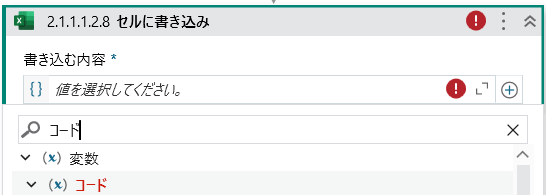 2.1.1.1.2.8 セルに書き込み
書き込む内容 *
{} 値を選択してください。
コード
(x) 変数
(x) コード